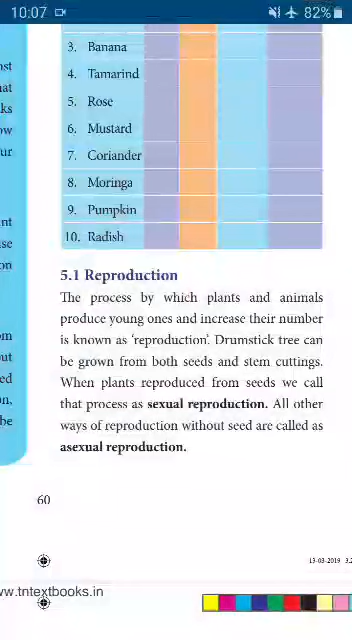 10:07 82%
3. Banana
4. Tamarind
5. Rose
6. Mustard
7. Coriander
8. Moringa
9. Pumpkin
10. Radish
5.1 Reproduction
The process by which plants and animals
produce young ones and increase their number
is known as ‘reproduction’. Drumstick tree can
be grown from both seeds and stem cuttings.
When plants reproduced from seeds we call
that process as sexual reproduction. All other
ways of reproduction without seed are called as
asexual reproduction.
60
13-03-2019
ww.tntextbooks.in